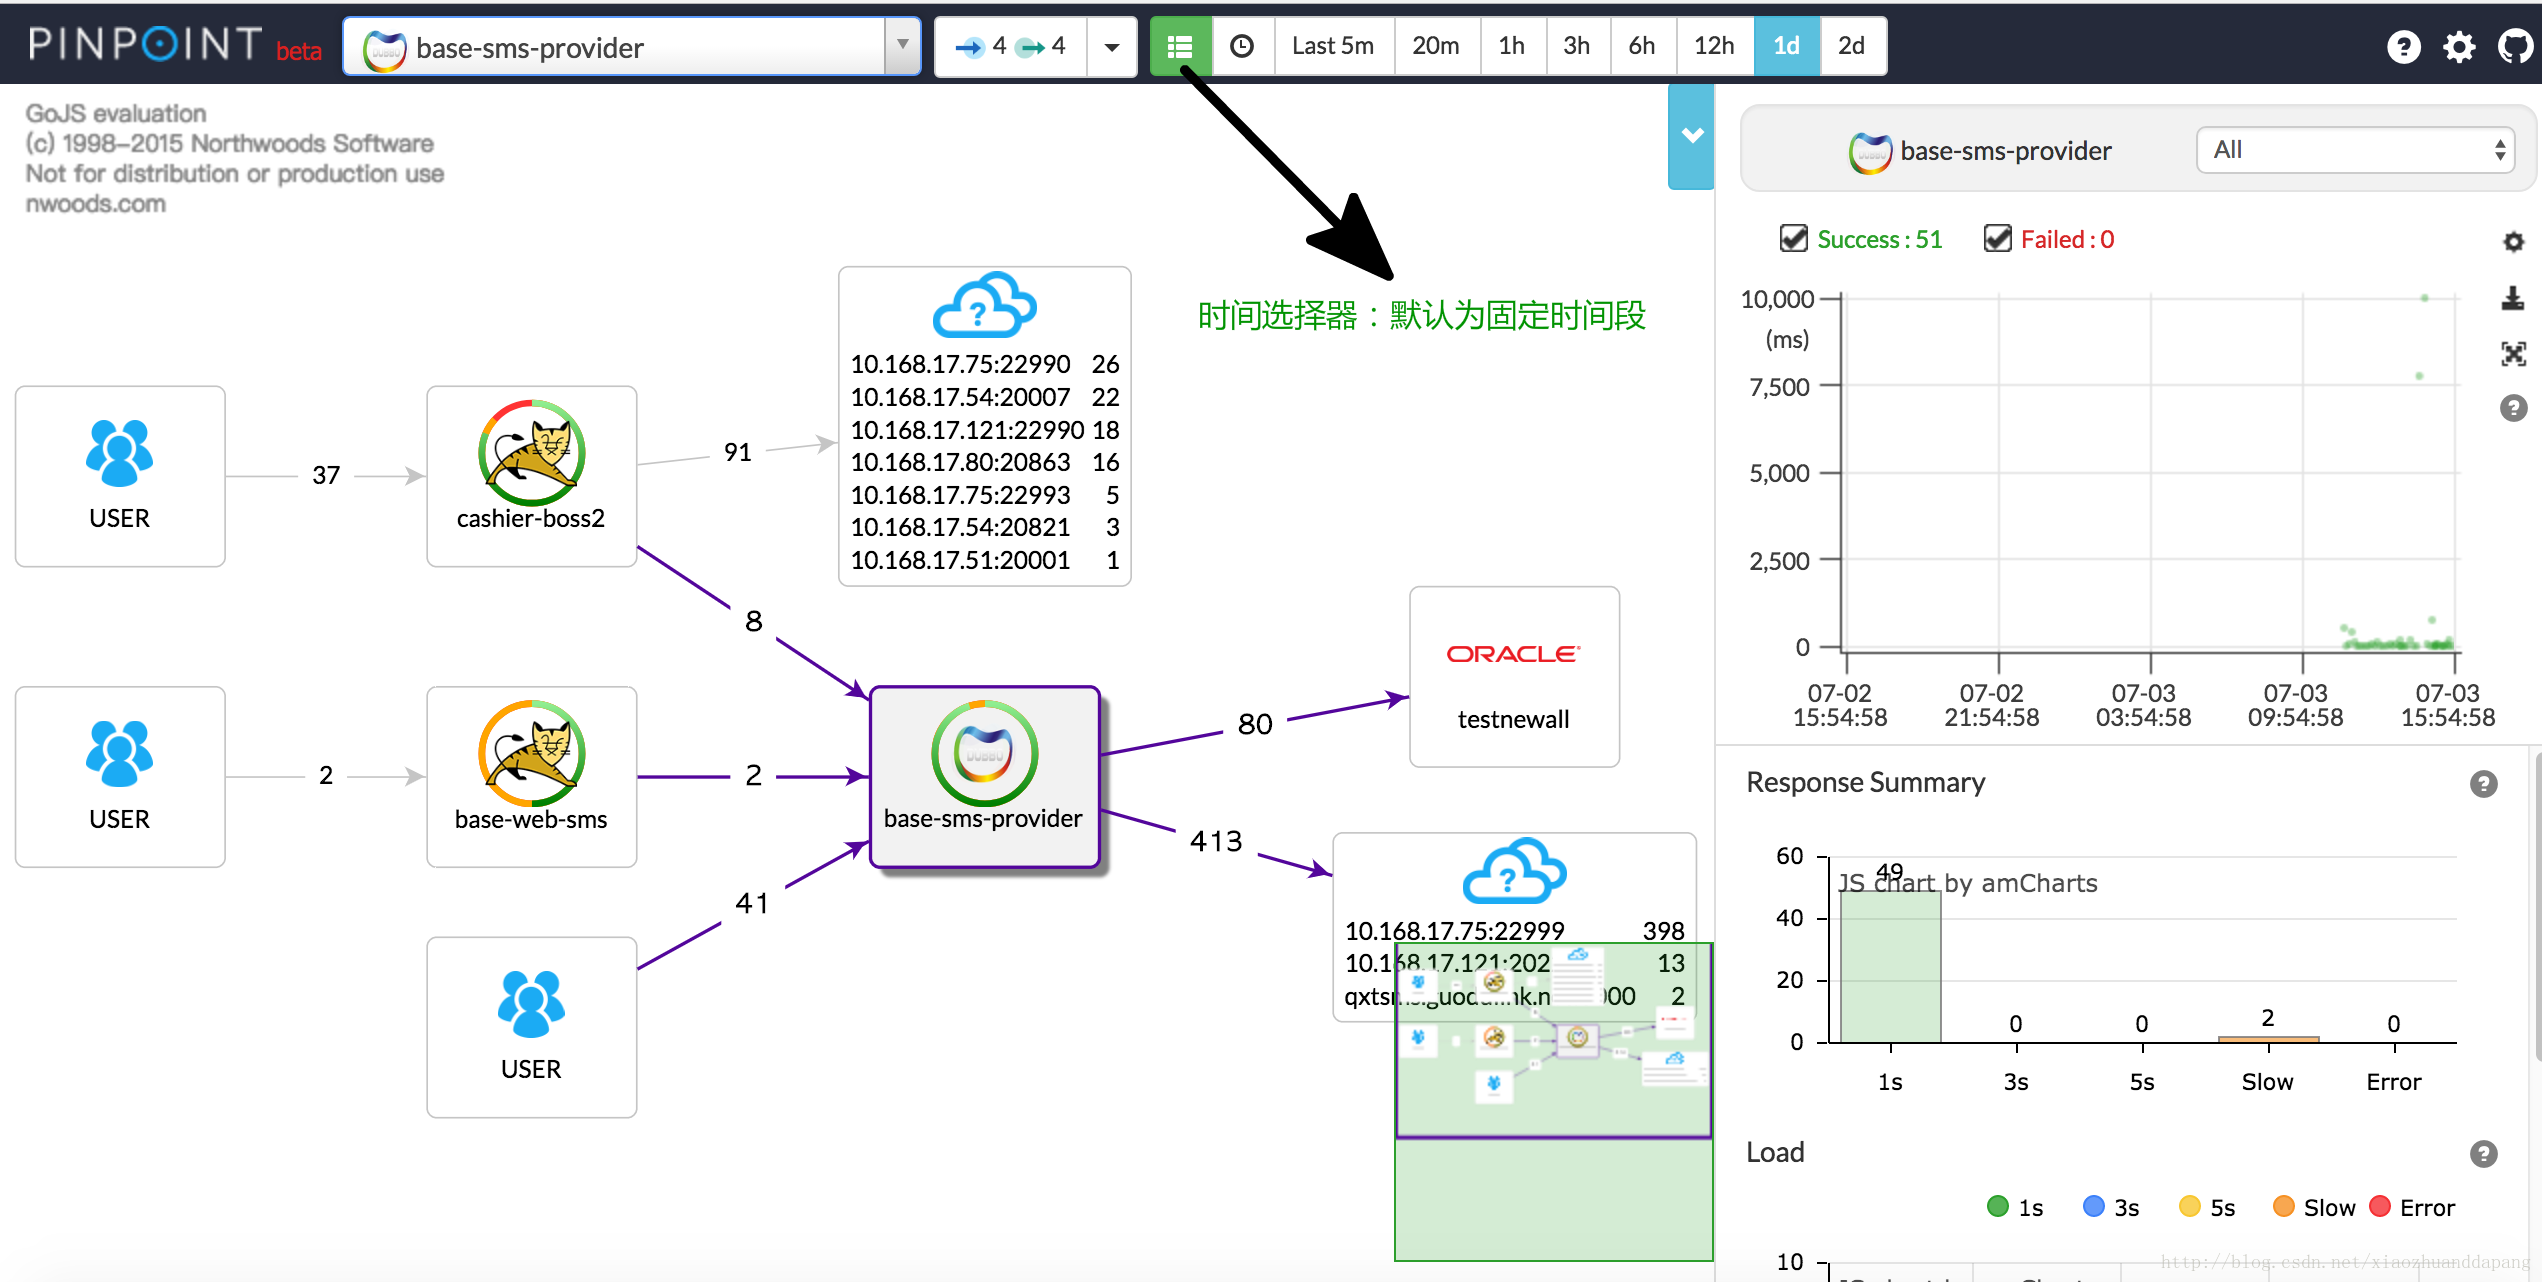 PINPOINT beta
base-sms-provider
4 4
Last 5m 20m 1h 3h 6h 12h 1d 2d
GoJS evaluation
(c) 1998-2015 Northwoods Software
Not for distribution or production use
nwoods.com
时间选择器：默认为固定时间段
10.168.17.75:22990 26
10.168.17.54:20007 22
10.168.17.121:22990 18
10.168.17.80:20863 16
10.168.17.75:22993 5
10.168.17.54:20821 3
10.168.17.51:20001 1
USER
37
cashier-boss2
91
8
USER
2
base-web-sms
2
base-sms-provider
80
ORACLE
testnewall
413
41
USER
10.168.17.75:22999 398
10.168.17.121:202 13
000 2
base-sms-provider
All
Success : 51
Failed : 0
10,000
(ms)
7,500
5,000
2,500
0
07-02 07-02 07-03 07-03 07-03
15:54:58 21:54:58 03:54:58 09:54:58 15:54:58
Response Summary
60
49
JS chart by amCharts
40
20
0
0
0
2
0
1s 3s 5s Slow Error
Load
1s 3s 5s Slow Error
10
http://blog.csdn.net/xiaozhuanddapang